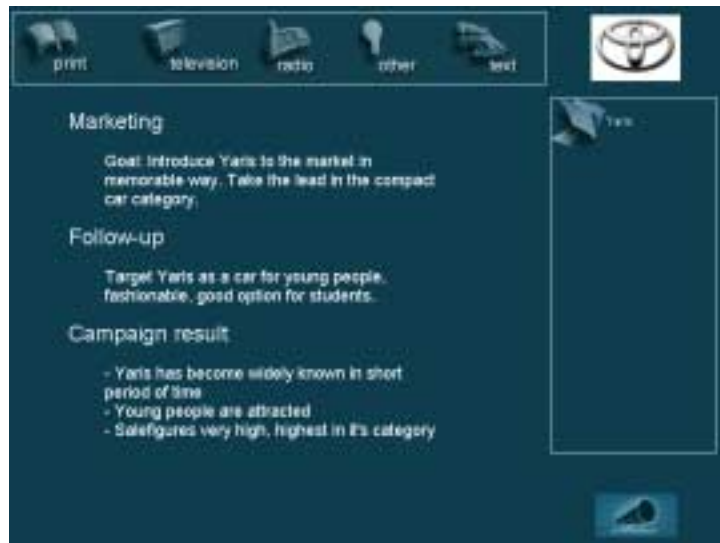 print television radio other text
Yaris
Marketing
Goal: Introduce Yaris to the market in
memorable way. Take the lead in the compact
car category.
Follow-up
Target Yaris as a car for young people,
fashionable, good option for students.
Campaign result
- Yaris has become widely known in short
period of time
- Young people are attracted
- Salefigures very high, highest in it's category